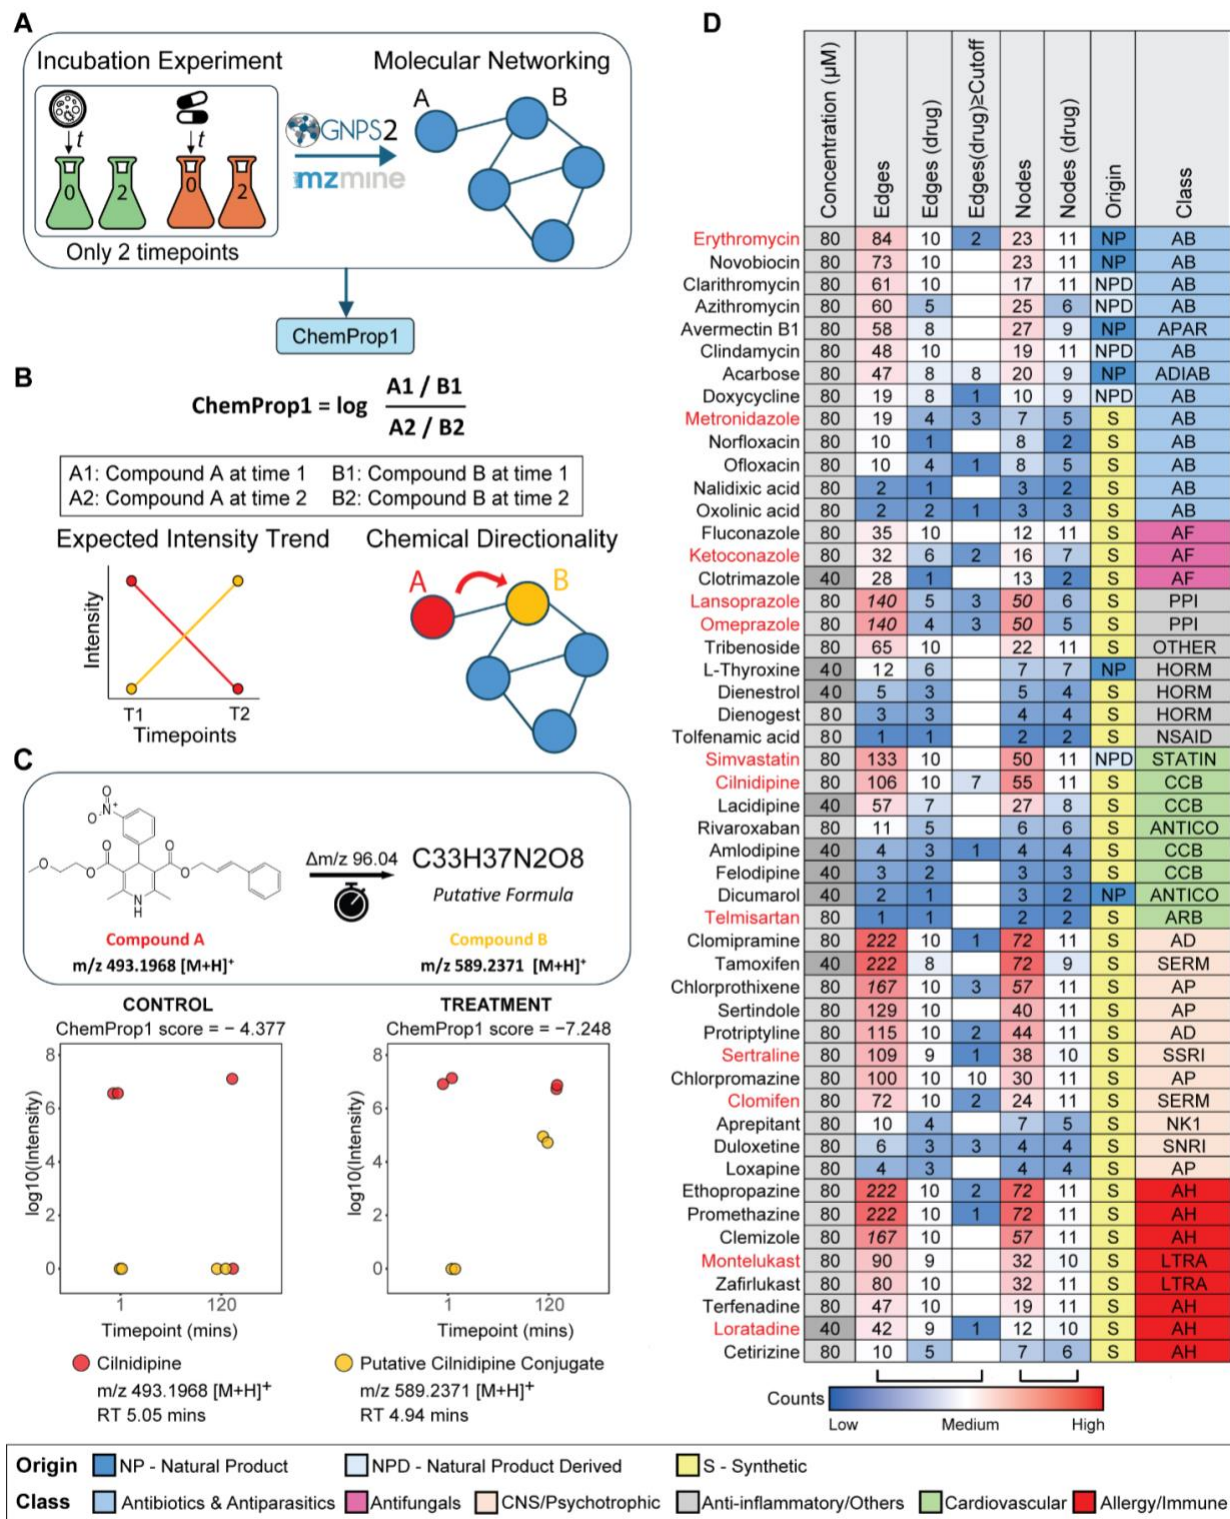 A
Incubation Experiment
Molecular Networking
t
t
0
2
0
2
Only 2 timepoints
GNPS2
mzmine
A
B
ChemProp1
B
ChemProp1 = log
A1 / B1
A2 / B2
A1: Compound A at time 1 B1: Compound B at time 1
A2: Compound A at time 2 B2: Compound B at time 2
Expected Intensity Trend
Intensity
T1 T2
Timepoints
Chemical Directionality
A
B
C
Δm/z 96.04
C33H37N2O8
Putative Formula
Compound A
m/z 493.1968 [M+H]+
Compound B
m/z 589.2371 [M+H]+
CONTROL
ChemProp1 score = − 4.377
log10(Intensity)
8
6
4
2
0
1 120
Timepoint (mins)
TREATMENT
ChemProp1 score = −7.248
log10(Intensity)
8
6
4
2
0
1 120
Timepoint (mins)
Cilnidipine
m/z 493.1968 [M+H]+
RT 5.05 mins
Putative Cilnidipine Conjugate
m/z 589.2371 [M+H]+
RT 4.94 mins
D
Concentration (µM) Edges Edges (drug) Edges(drug)≥Cutoff Nodes Nodes (drug) Origin Class
Erythromycin 80 84 10 2 23 11 NP AB
Novobiocin 80 73 10 23 11 NP AB
Clarithromycin 80 61 10 17 11 NPD AB
Azithromycin 80 60 5 25 6 NPD AB
Avermectin B1 80 58 8 27 9 NP APAR
Clindamycin 80 48 10 19 11 NPD AB
Acarbose 80 47 8 8 20 9 NP ADIAB
Doxycycline 80 19 8 1 10 9 NPD AB
Metronidazole 80 19 4 3 7 5 S AB
Norfloxacin 80 10 1 8 2 S AB
Ofloxacin 80 10 4 1 8 5 S AB
Nalidixic acid 80 2 1 3 2 S AB
Oxolinic acid 80 2 2 1 3 3 S AB
Fluconazole 80 35 10 12 11 S AF
Ketoconazole 80 32 6 2 16 7 S AF
Clotrimazole 40 28 1 13 2 S AF
Lansoprazole 80 140 5 3 50 6 S PPI
Omeprazole 80 140 4 3 50 5 S PPI
Tribenoside 80 65 10 22 11 S OTHER
L-Thyroxine 40 12 6 7 7 NP HORM
Dienestrol 40 5 3 5 4 S HORM
Dienogest 80 3 3 4 4 S HORM
Tolfenamic acid 80 1 1 2 2 S NSAID
Simvastatin 80 133 10 50 11 NPD STATIN
Cilnidipine 80 106 10 7 55 11 S CCB
Lacidipine 40 57 7 27 8 S CCB
Rivaroxaban 80 11 5 6 6 S ANTICO
Amlodipine 40 4 3 1 4 4 S CCB
Felodipine 40 3 2 3 3 S CCB
Dicumarol 40 2 1 3 2 NP ANTICO
Telmisartan 80 1 1 2 2 S ARB
Clomipramine 80 222 10 1 72 11 S AD
Tamoxifen 40 222 8 72 9 S SERM
Chlorprothixene 80 167 10 3 57 11 S AP
Sertindole 80 129 10 40 11 S AP
Protriptyline 80 115 10 2 44 11 S AD
Sertraline 80 109 9 1 38 10 S SSRI
Chlorpromazine 80 100 10 10 30 11 S AP
Clomifen 80 72 10 2 24 11 S SERM
Aprepitant 80 10 4 7 5 S NK1
Duloxetine 80 6 3 3 4 4 S SNRI
Loxapine 80 4 3 4 4 S AP
Ethopropazine 80 222 10 2 72 11 S AH
Promethazine 80 222 10 1 72 11 S AH
Clemizole 80 167 10 57 11 S AH
Montelukast 80 90 9 32 10 S LTRA
Zafirlukast 80 80 10 32 11 S LTRA
Terfenadine 80 47 10 19 11 S AH
Loratadine 40 42 9 1 12 10 S AH
Cetirizine 80 10 5 7 6 S AH
Counts
Low Medium High
Origin NP - Natural Product NPD - Natural Product Derived S - Synthetic
Class Antibiotics & Antiparasitics Antifungals CNS/Psychotrophic Anti-inflammatory/Others Cardiovascular Allergy/Immune